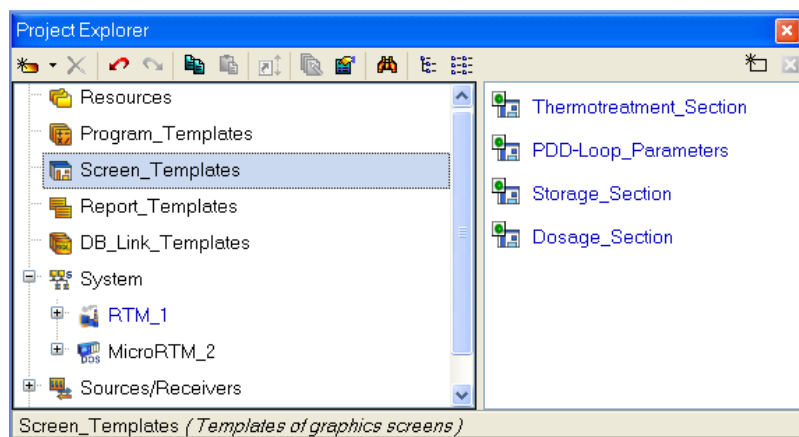 Project Explorer
Resources
Program_Templates
Screen_Templates
Report_Templates
DB_Link_Templates
System
RTM_1
MicroRTM_2
Sources/Receivers
Thermotreatment_Section
PDD-Loop_Parameters
Storage_Section
Dosage_Section
Screen_Templates (Templates of graphics screens)